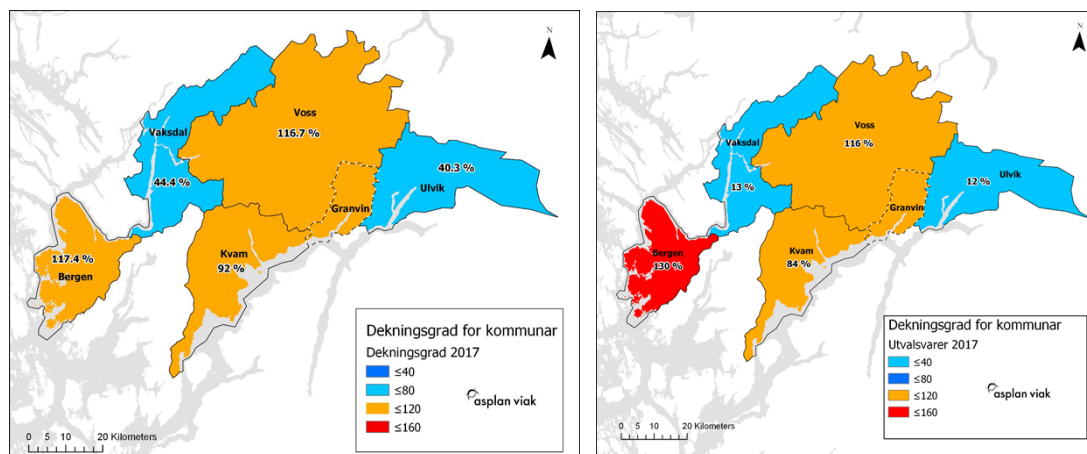 N
Voss
116.7 %
Vaksdal
40.3 %
44.4 %
Ulvik
Granvin
117.4 %
Bergen
Kvam
92 %
Dekningsgrad for kommunar
Dekningsgrad 2017
≤40
≤80
≤120
≤160
asplan viak
0 5 10 20 Kilometers
N
Voss
116 %
Vaksdal
13 %
Ulvik
12 %
Granvin
Bergen
130 %
Kvam
84 %
Dekningsgrad for kommunar
Utvalsvarer 2017
≤40
≤80
≤120
≤160
asplan viak
0 5 10 20 Kilometers